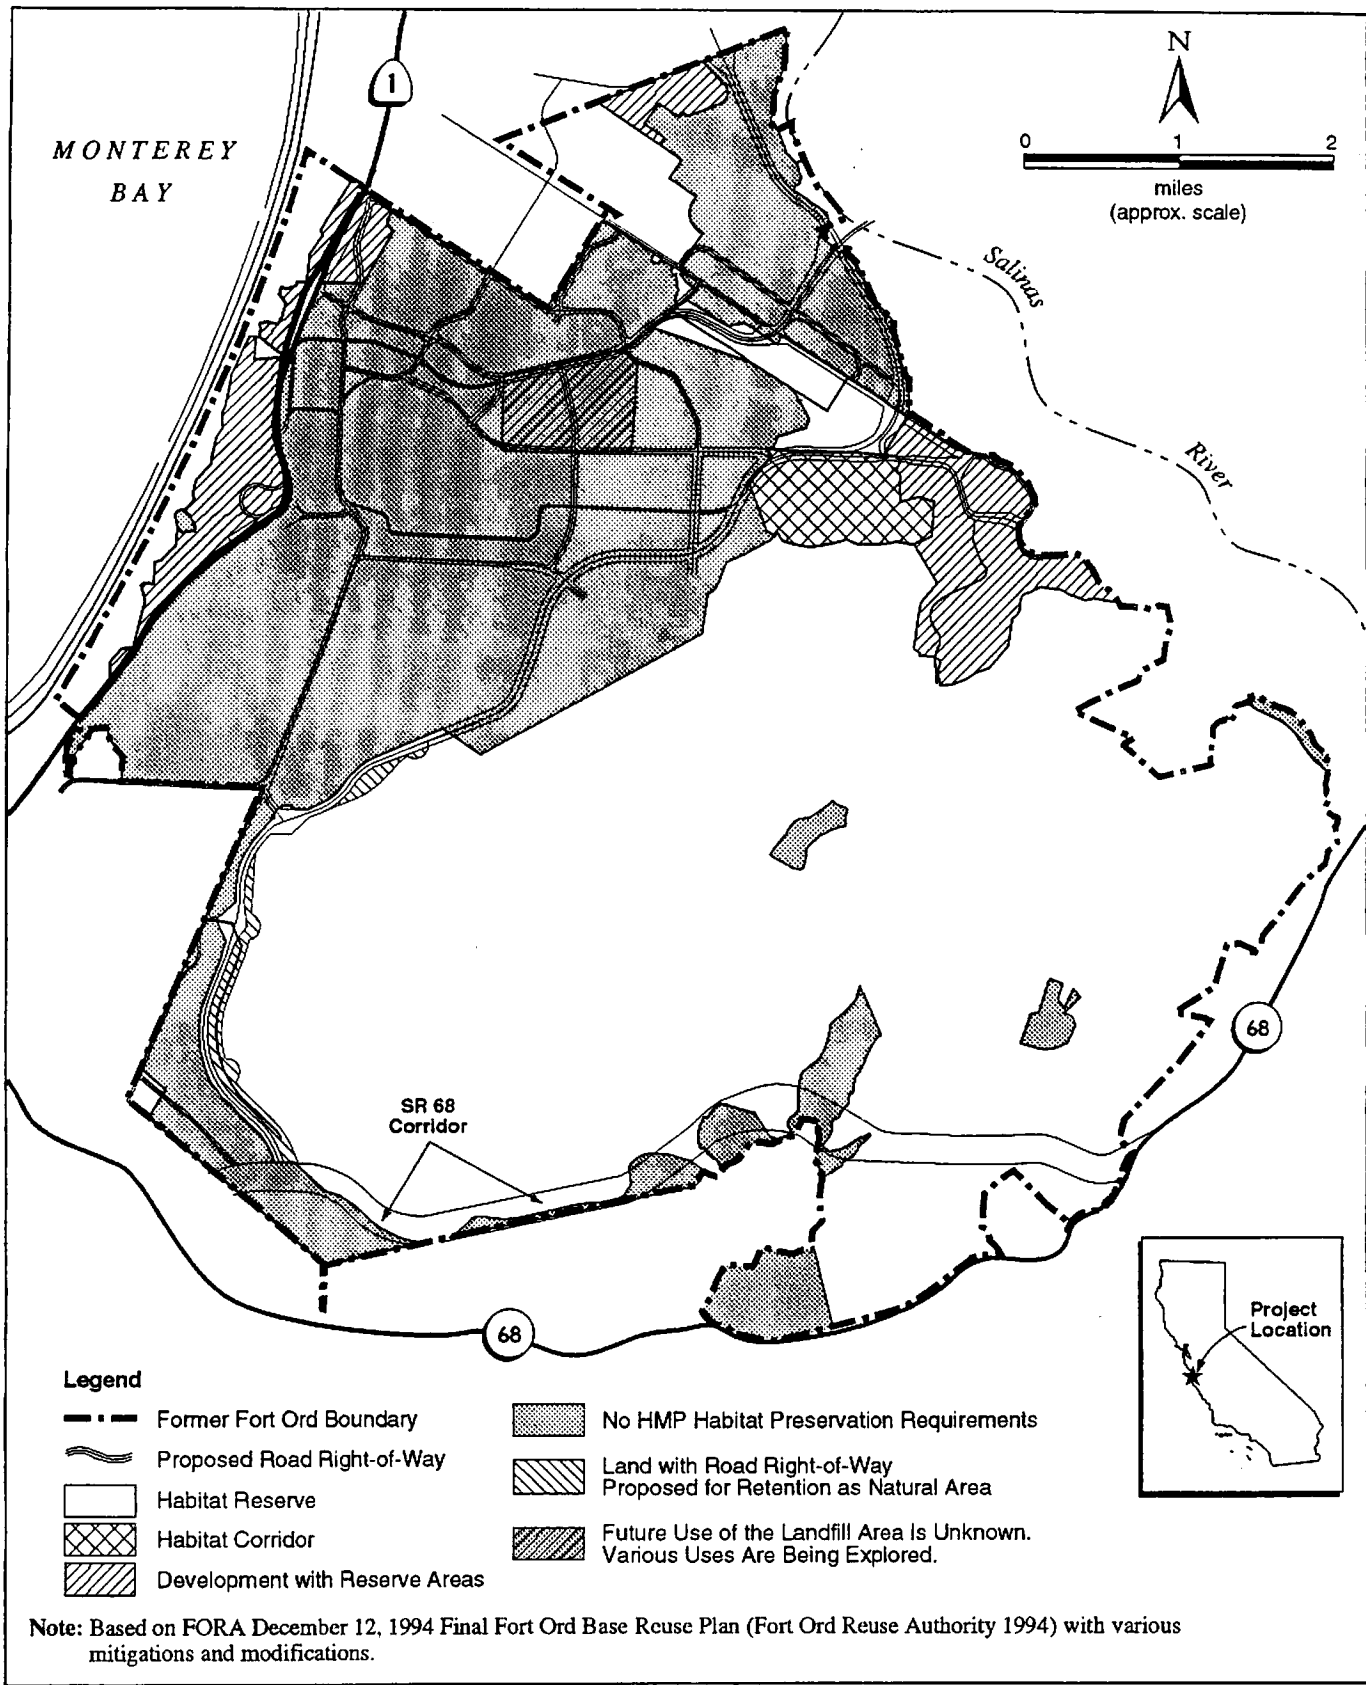 MONTEREY
BAY
1
N
0 1 2
miles
(approx. scale)
Salinas
River
68
SR 68
Corridor
68
Project
Location
Legend
Former Fort Ord Boundary
Proposed Road Right-of-Way
Habitat Reserve
Habitat Corridor
Development with Reserve Areas
No HMP Habitat Preservation Requirements
Land with Road Right-of-Way
Proposed for Retention as Natural Area
Future Use of the Landfill Area Is Unknown.
Various Uses Are Being Explored.
Note: Based on FORA December 12, 1994 Final Fort Ord Base Reuse Plan (Fort Ord Reuse Authority 1994) with various
mitigations and modifications.